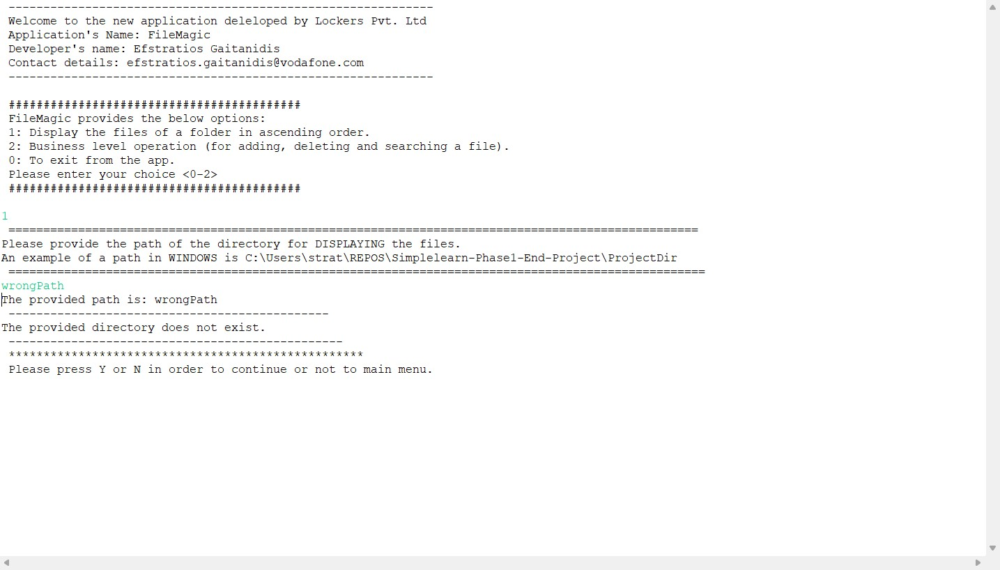 -------------------------------------------------------------
Welcome to the new application deleloped by Lockers Pvt. Ltd
Application's Name: FileMagic
Developer's name: Efstratios Gaitanidis
Contact details: efstratios.gaitanidis@vodafone.com
-------------------------------------------------------------
##########################################
FileMagic provides the below options:
1: Display the files of a folder in ascending order.
2: Business level operation (for adding, deleting and searching a file).
0: To exit from the app.
Please enter your choice <0-2>
##########################################
1
===================================================================================================
Please provide the path of the directory for DISPLAYING the files.
An example of a path in WINDOWS is C:\Users\strat\REPOS\Simplelearn-Phase1-End-Project\ProjectDir
====================================================================================================
wrongPath
The provided path is: wrongPath
----------------------------------------------
The provided directory does not exist.
------------------------------------------------
***************************************************
Please press Y or N in order to continue or not to main menu.